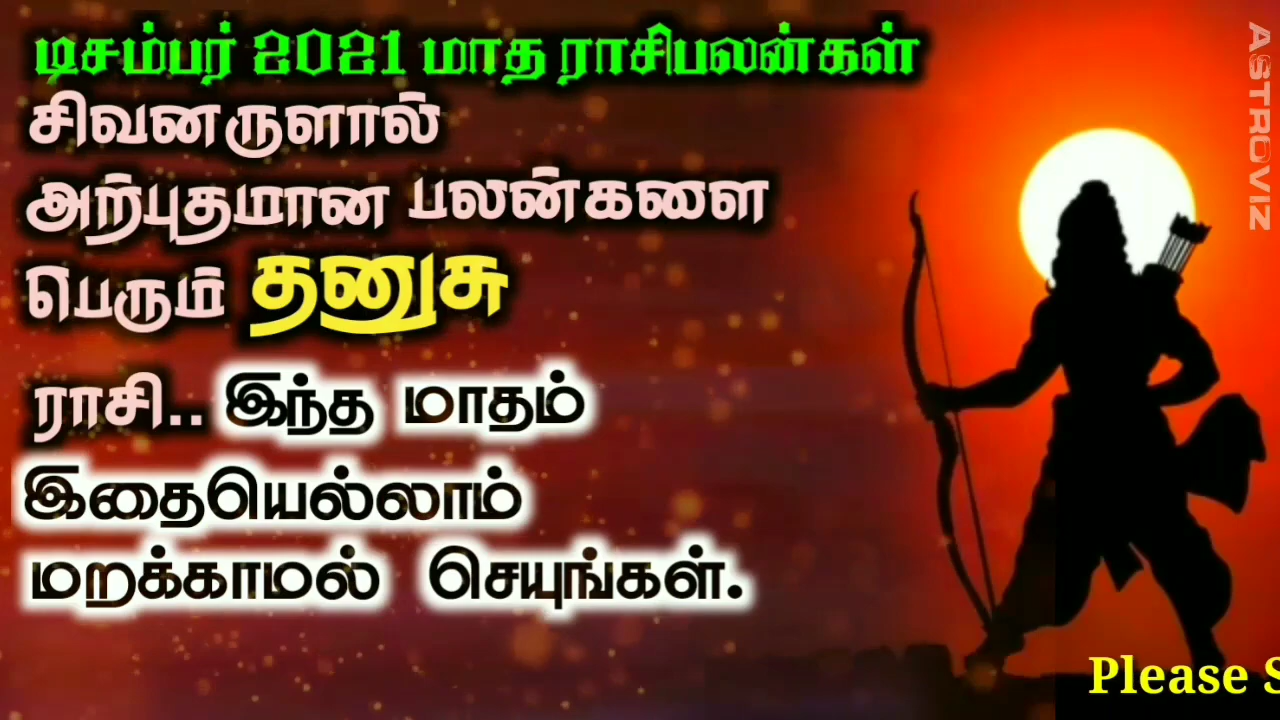 டிசம்பர் 2021 மாத ராசிபலன்கள்
சிவனருளால்
அற்புதமான பலன்களை
பெரும் தனுசு
ராசி.. இந்த மாதம்
இதையெல்லாம்
மறக்காமல் செயுங்கள்.
ASTROVIZ
Please S